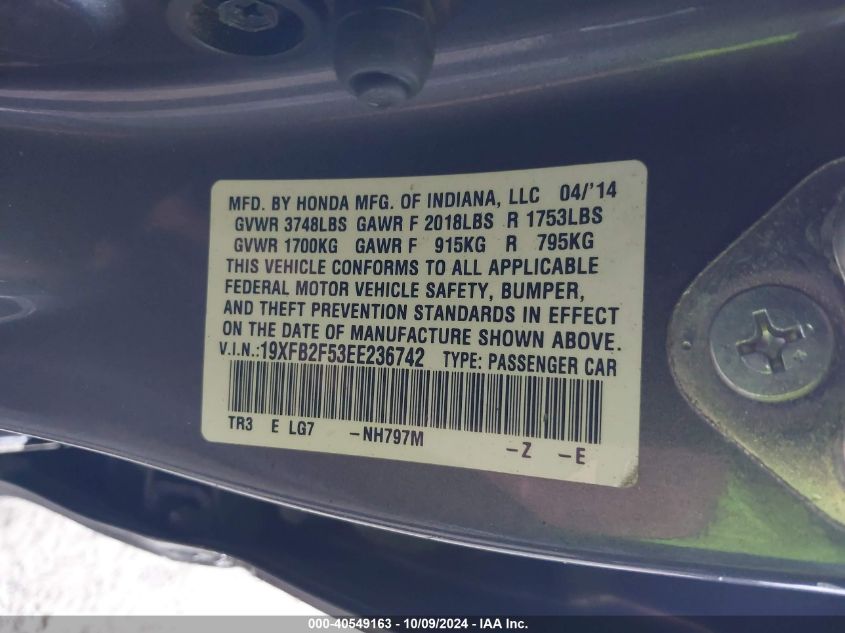 MFD. BY HONDA MFG. OF INDIANA, LLC 04/'14
GVWR 3748LBS GAWR F 2018LBS R 1753LBS
GVWR 1700KG GAWR F 915KG R 795KG
THIS VEHICLE CONFORMS TO ALL APPLICABLE
FEDERAL MOTOR VEHICLE SAFETY, BUMPER,
AND THEFT PREVENTION STANDARDS IN EFFECT
ON THE DATE OF MANUFACTURE SHOWN ABOVE.
V.I.N.:19XFB2F53EE236742 TYPE: PASSENGER CAR
TR3 E LG7 -NH797M -Z -E
000-40549163 - 10/09/2024 - IAA Inc.